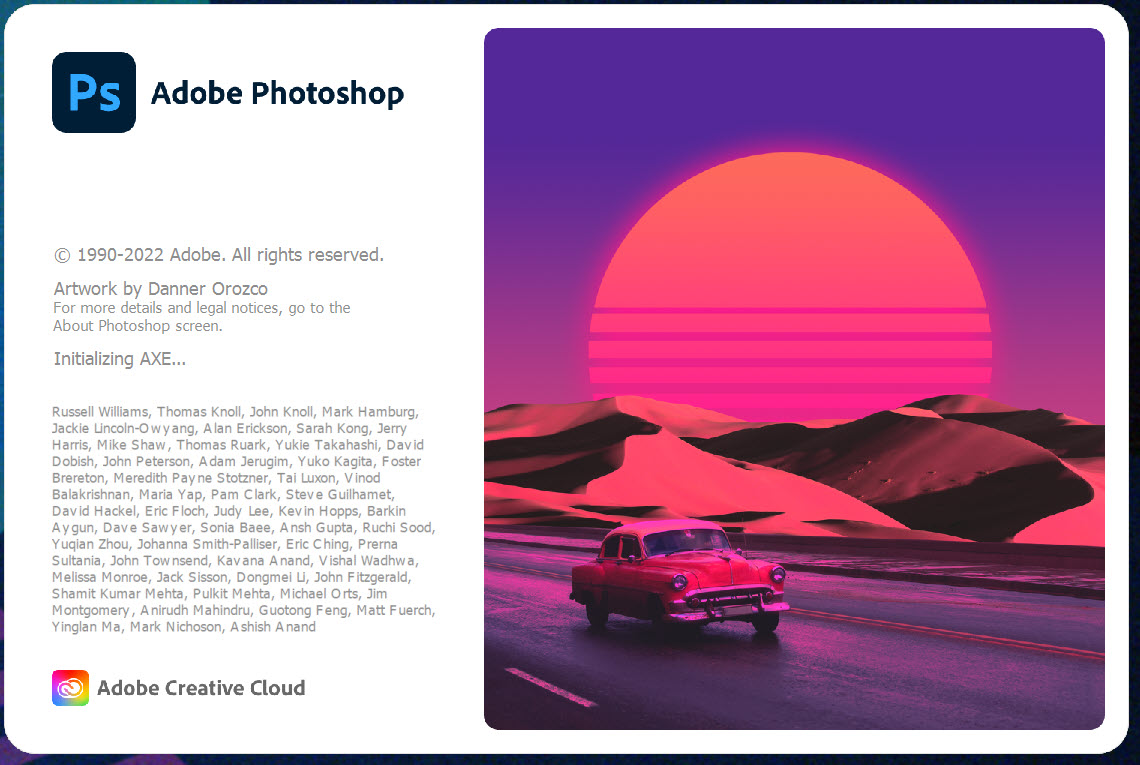 Ps Adobe Photoshop
© 1990-2022 Adobe. All rights reserved.
Artwork by Danner Orozco
For more details and legal notices, go to the
About Photoshop screen.
Initializing AXE...
Russell Williams, Thomas Knoll, John Knoll, Mark Hamburg,
Jackie Lincoln-Owyang, Alan Erickson, Sarah Kong, Jerry
Harris, Mike Shaw, Thomas Ruark, Yukie Takahashi, David
Dobish, John Peterson, Adam Jerugim, Yuko Kagita, Foster
Brereton, Meredith Payne Stotzner, Tai Luxon, Vinod
Balakrishnan, Maria Yap, Pam Clark, Steve Guilhamet,
David Hackel, Eric Floch, Judy Lee, Kevin Hopps, Barkin
Aygun, Dave Sawyer, Sonia Baee, Ansh Gupta, Ruchi Sood,
Yuqian Zhou, Johanna Smith-Palliser, Eric Ching, Prerna
Sultania, John Townsend, Kavana Anand, Vishal Wadhwa,
Melissa Monroe, Jack Sisson, Dongmei Li, John Fitzgerald,
Shamit Kumar Mehta, Pulkit Mehta, Michael Orts, Jim
Montgomery, Anirudh Mahindru, Guotong Feng, Matt Fuerch,
Yinglan Ma, Mark Nichoson, Ashish Anand
Adobe Creative Cloud